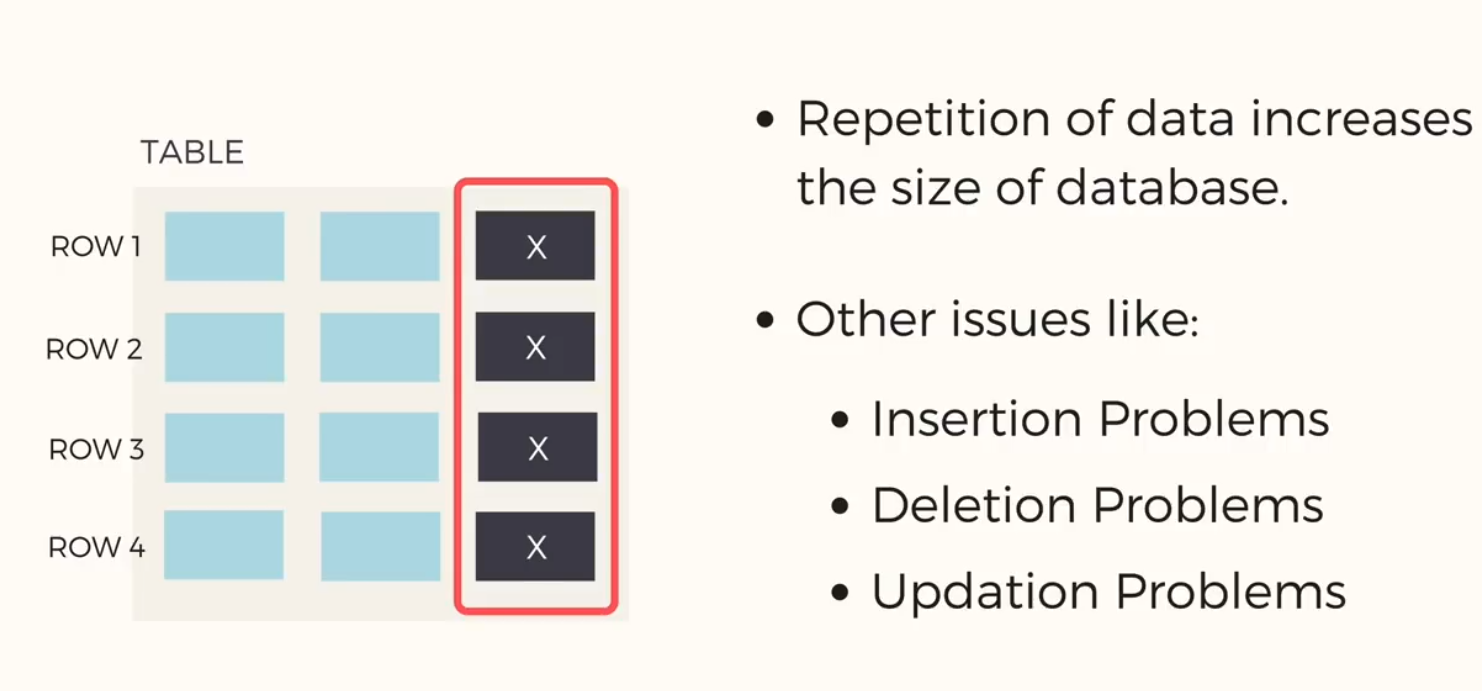 TABLE
ROW 1
X
ROW 2
X
ROW 3
X
ROW 4
X
• Repetition of data increases
the size of database.
• Other issues like:
• Insertion Problems
• Deletion Problems
• Updation Problems